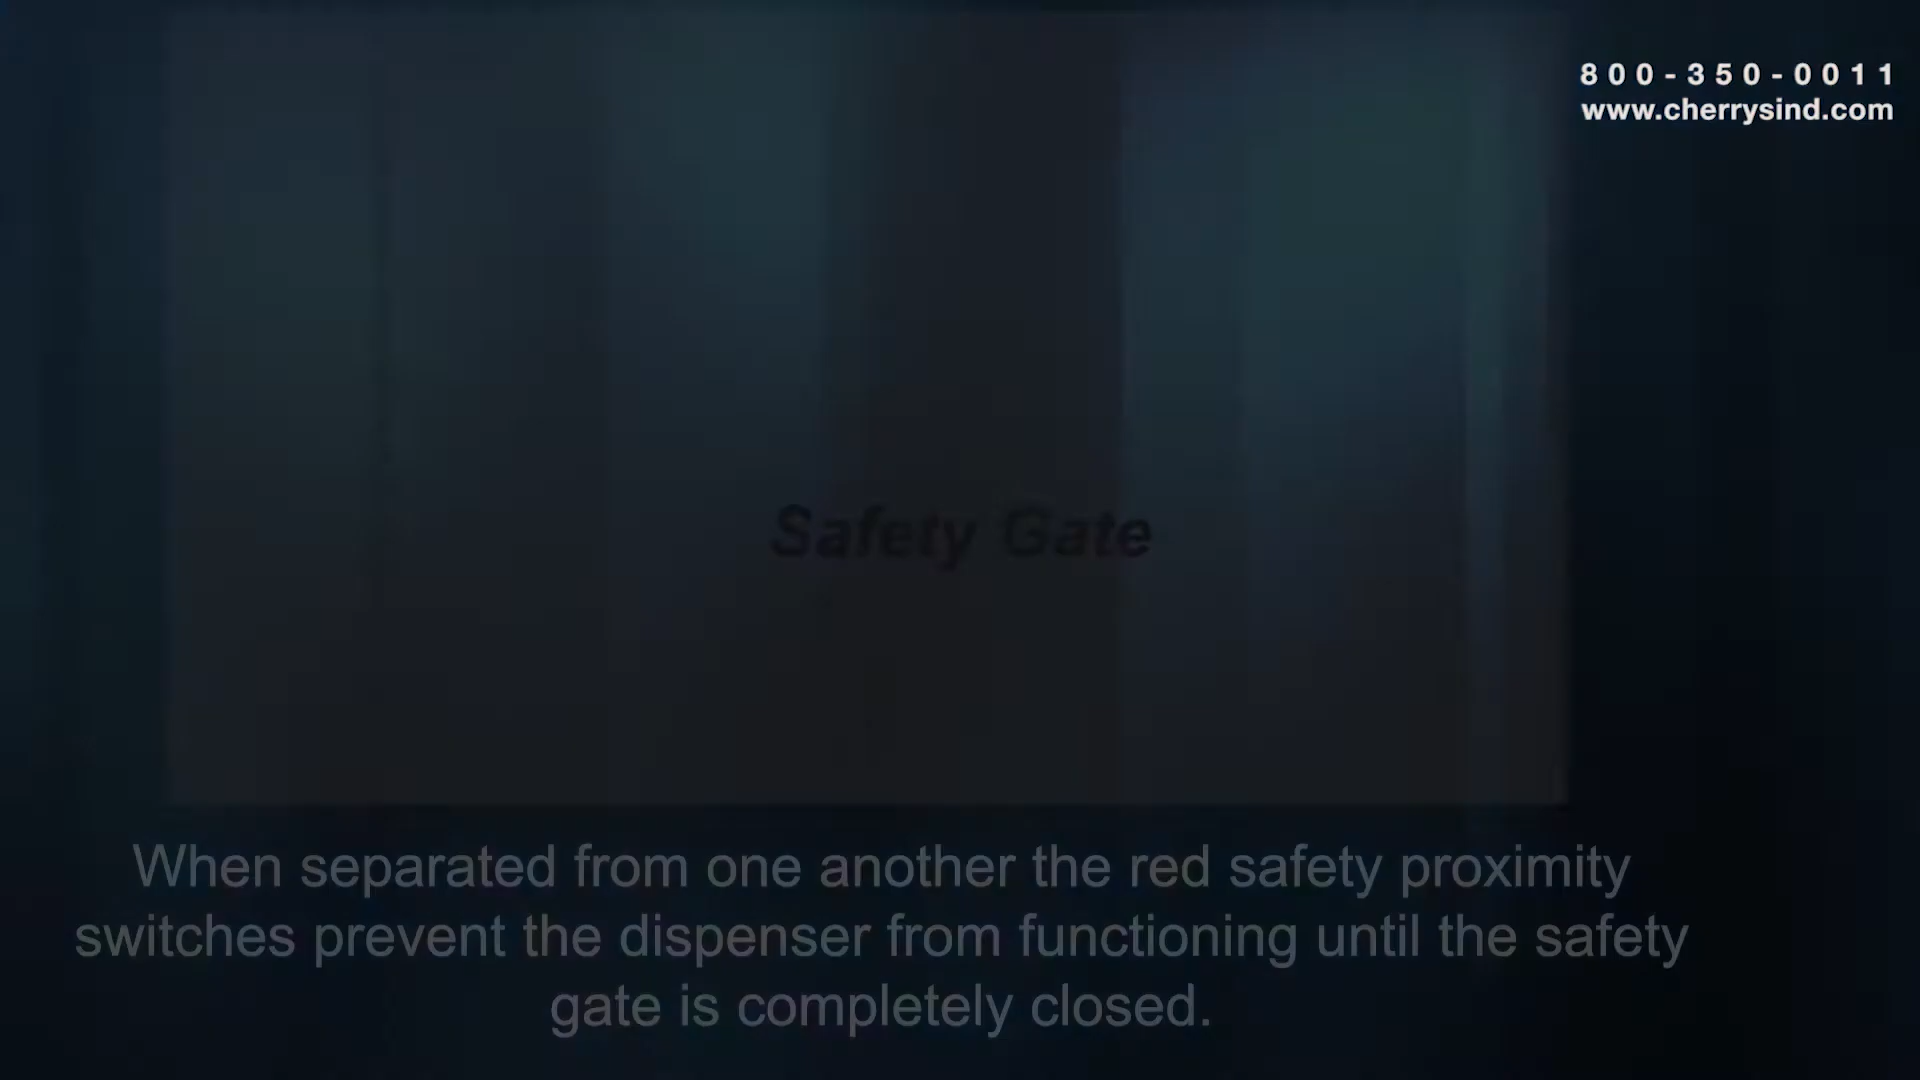 800-350-0011
www.cherrysind.com
Safety Gate
When separated from one another the red safety proximity
switches prevent the dispenser from functioning until the safety
gate is completely closed.